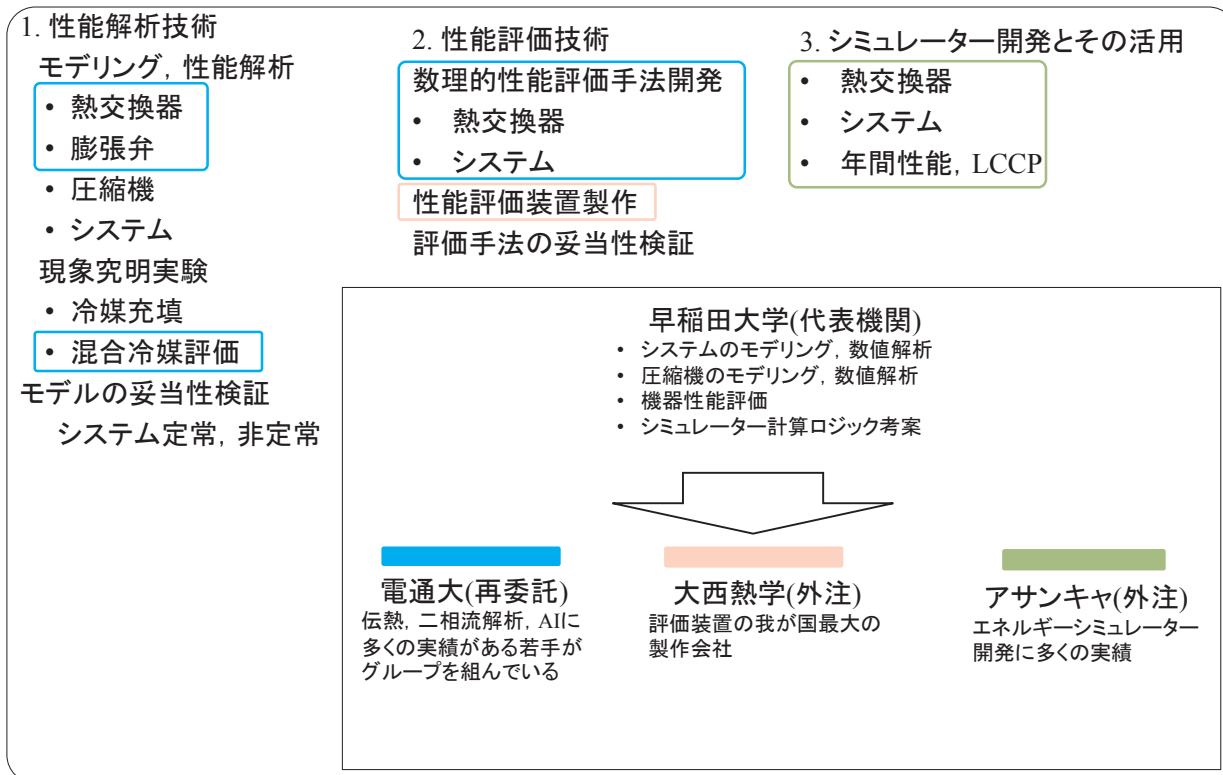 1. 性能解析技術
モデリング, 性能解析
• 熱交換器
• 膨張弁
• 圧縮機
• システム
現象究明実験
• 冷媒充填
• 混合冷媒評価
モデルの妥当性検証
システム定常, 非定常
2. 性能評価技術
数理的性能評価手法開発
• 熱交換器
• システム
性能評価装置製作
評価手法の妥当性検証
3. シミュレーター開発とその活用
• 熱交換器
• システム
• 年間性能, LCCP
早稲田大学(代表機関)
• システムのモデリング, 数値解析
• 圧縮機のモデリング, 数値解析
• 機器性能評価
• シミュレーター計算ロジック考案
電通大(再委託)
伝熱, 二相流解析, AIに
多くの実績がある若手が
グループを組んでいる
大西熱学(外注)
評価装置の我が国最大の
製作会社
アサンキャ(外注)
エネルギーシミュレーター
開発に多くの実績